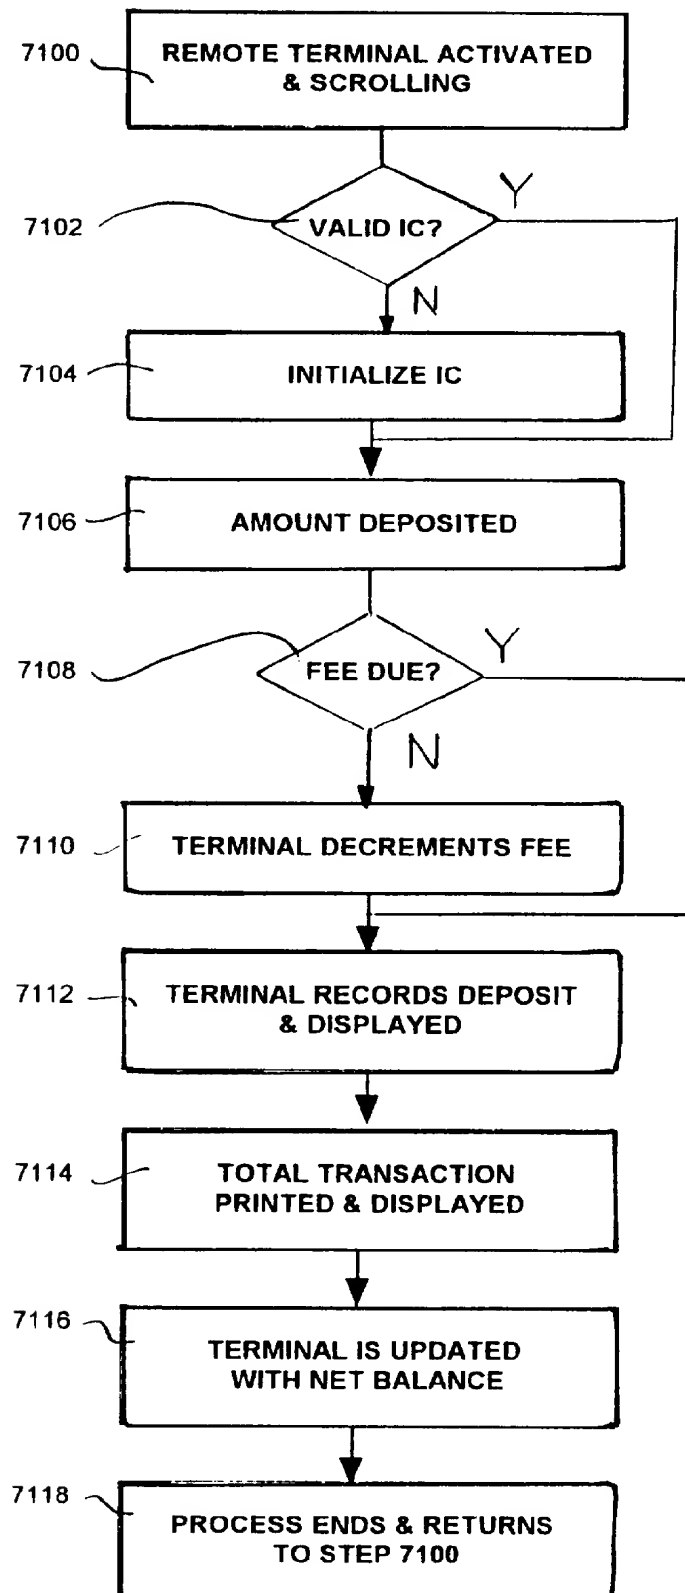 7100
REMOTE TERMINAL ACTIVATED
& SCROLLING
7102
VALID IC?
Y
N
7104
INITIALIZE IC
7106
AMOUNT DEPOSITED
7108
FEE DUE?
Y
N
7110
TERMINAL DECREMENTS FEE
7112
TERMINAL RECORDS DEPOSIT
& DISPLAYED
7114
TOTAL TRANSACTION
PRINTED & DISPLAYED
7116
TERMINAL IS UPDATED
WITH NET BALANCE
7118
PROCESS ENDS & RETURNS
TO STEP 7100